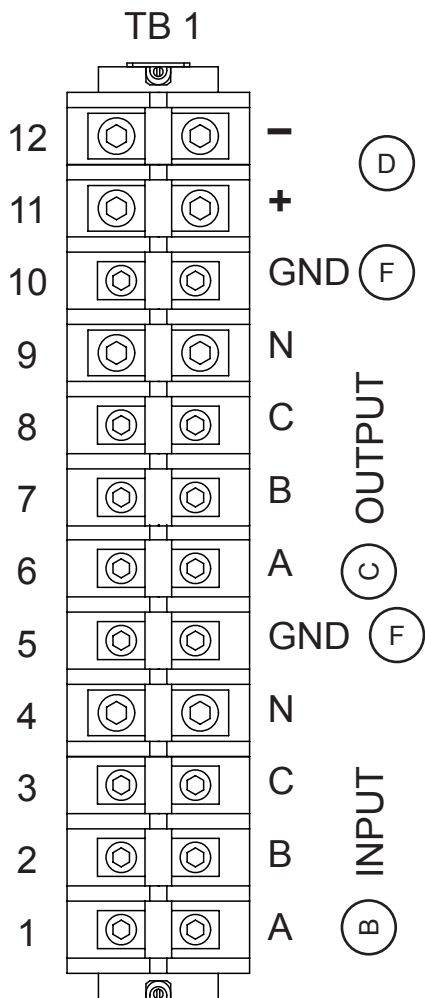 TB 1
12 − D
11 +
10 GND F
9 N
8 C
7 B
6 A
OUTPUT C
5 GND F
4 N
3 C
2 B
1 A
INPUT B